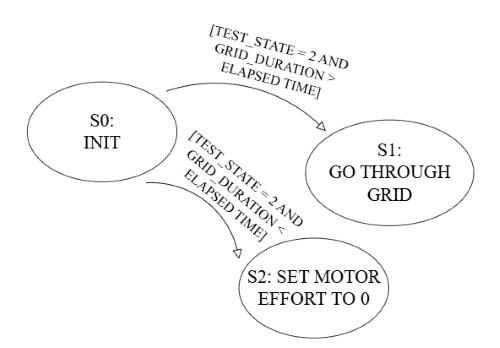 [TEST_STATE = 2 AND
GRID_DURATION >
ELAPSED TIME]
S0:
INIT
[TEST_STATE = 2 AND
GRID_DURATION <
ELAPSED TIME]
S1:
GO THROUGH
GRID
S2: SET MOTOR
EFFORT TO 0